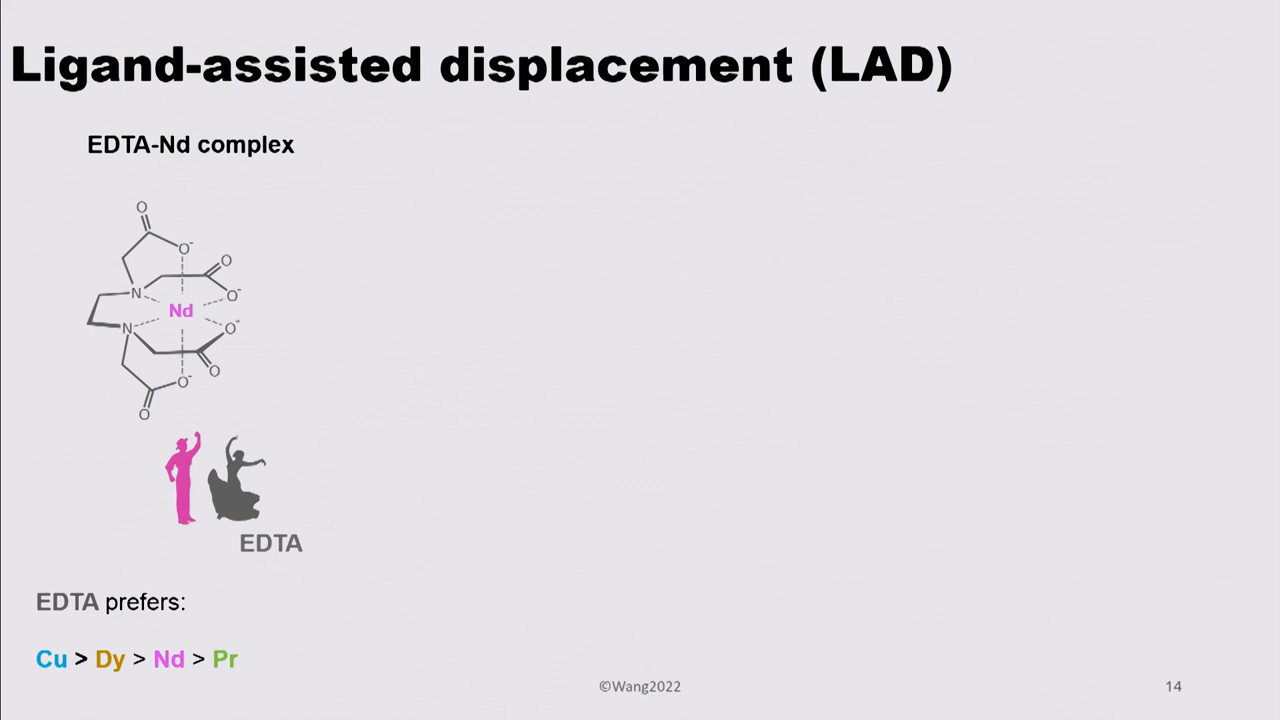 Ligand-assisted displacement (LAD)
EDTA-Nd complex
O
O-
O
N
O-
Nd
N
O-
O
O-
O
EDTA
EDTA prefers:
Cu > Dy > Nd > Pr
©Wang2022
14